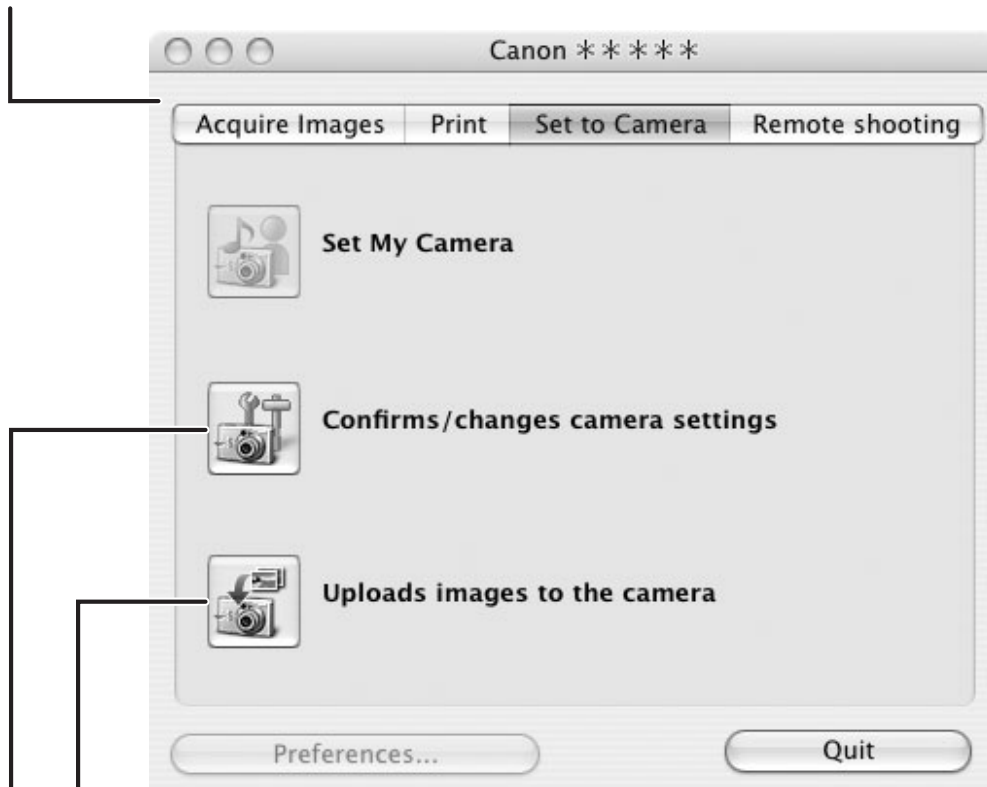 Canon *****
Acquire Images Print Set to Camera Remote shooting
Set My Camera
Confirms/changes camera settings
Uploads images to the camera
Preferences...
Quit